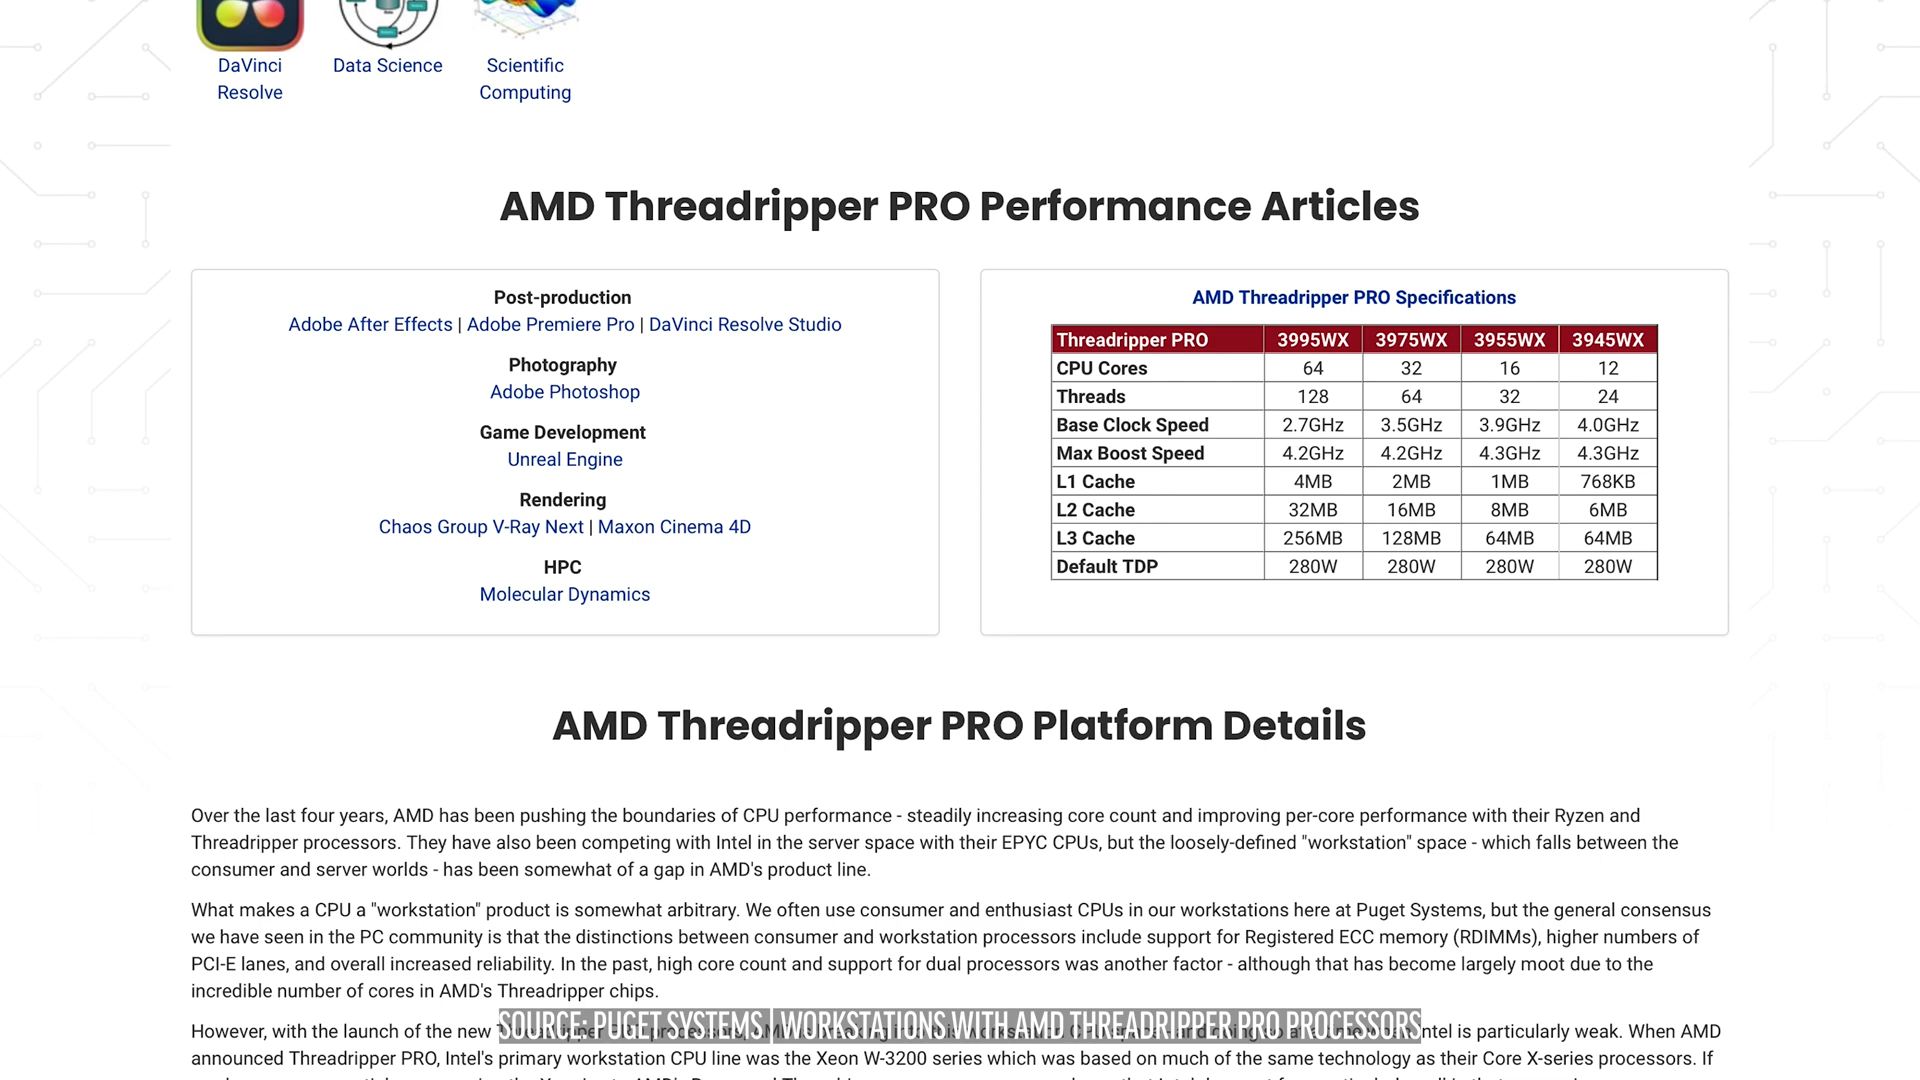 DaVinci
Resolve
Data Science
Scientific
Computing
AMD Threadripper PRO Performance Articles
Post-production
Adobe After Effects | Adobe Premiere Pro | DaVinci Resolve Studio
Photography
Adobe Photoshop
Game Development
Unreal Engine
Rendering
Chaos Group V-Ray Next | Maxon Cinema 4D
HPC
Molecular Dynamics
AMD Threadripper PRO Specifications
Threadripper PRO 3995WX 3975WX 3955WX 3945WX
CPU Cores 64 32 16 12
Threads 128 64 32 24
Base Clock Speed 2.7GHz 3.5GHz 3.9GHz 4.0GHz
Max Boost Speed 4.2GHz 4.2GHz 4.3GHz 4.3GHz
L1 Cache 4MB 2MB 1MB 768KB
L2 Cache 32MB 16MB 8MB 6MB
L3 Cache 256MB 128MB 64MB 64MB
Default TDP 280W 280W 280W 280W
AMD Threadripper PRO Platform Details
Over the last four years, AMD has been pushing the boundaries of CPU performance - steadily increasing core count and improving per-core performance with their Ryzen and
Threadripper processors. They have also been competing with Intel in the server space with their EPYC CPUs, but the loosely-defined "workstation" space - which falls between the
consumer and server worlds - has been somewhat of a gap in AMD's product line.
What makes a CPU a "workstation" product is somewhat arbitrary. We often use consumer and enthusiast CPUs in our workstations here at Puget Systems, but the general consensus
we have seen in the PC community is that the distinctions between consumer and workstation processors include support for Registered ECC memory (RDIMMs), higher numbers of
PCI-E lanes, and overall increased reliability. In the past, high core count and support for dual processors was another factor - although that has become largely moot due to the
incredible number of cores in AMD's Threadripper chips.
However, with the launch of the new
SOURCE: PUGET SYSTEMS | WORKSTATIONS WITH AMD THREADRIPPER PRO PROCESSORS
Intel is particularly weak. When AMD
announced Threadripper PRO, Intel's primary workstation CPU line was the Xeon W-3200 series which was based on much of the same technology as their Core X-series processors. If